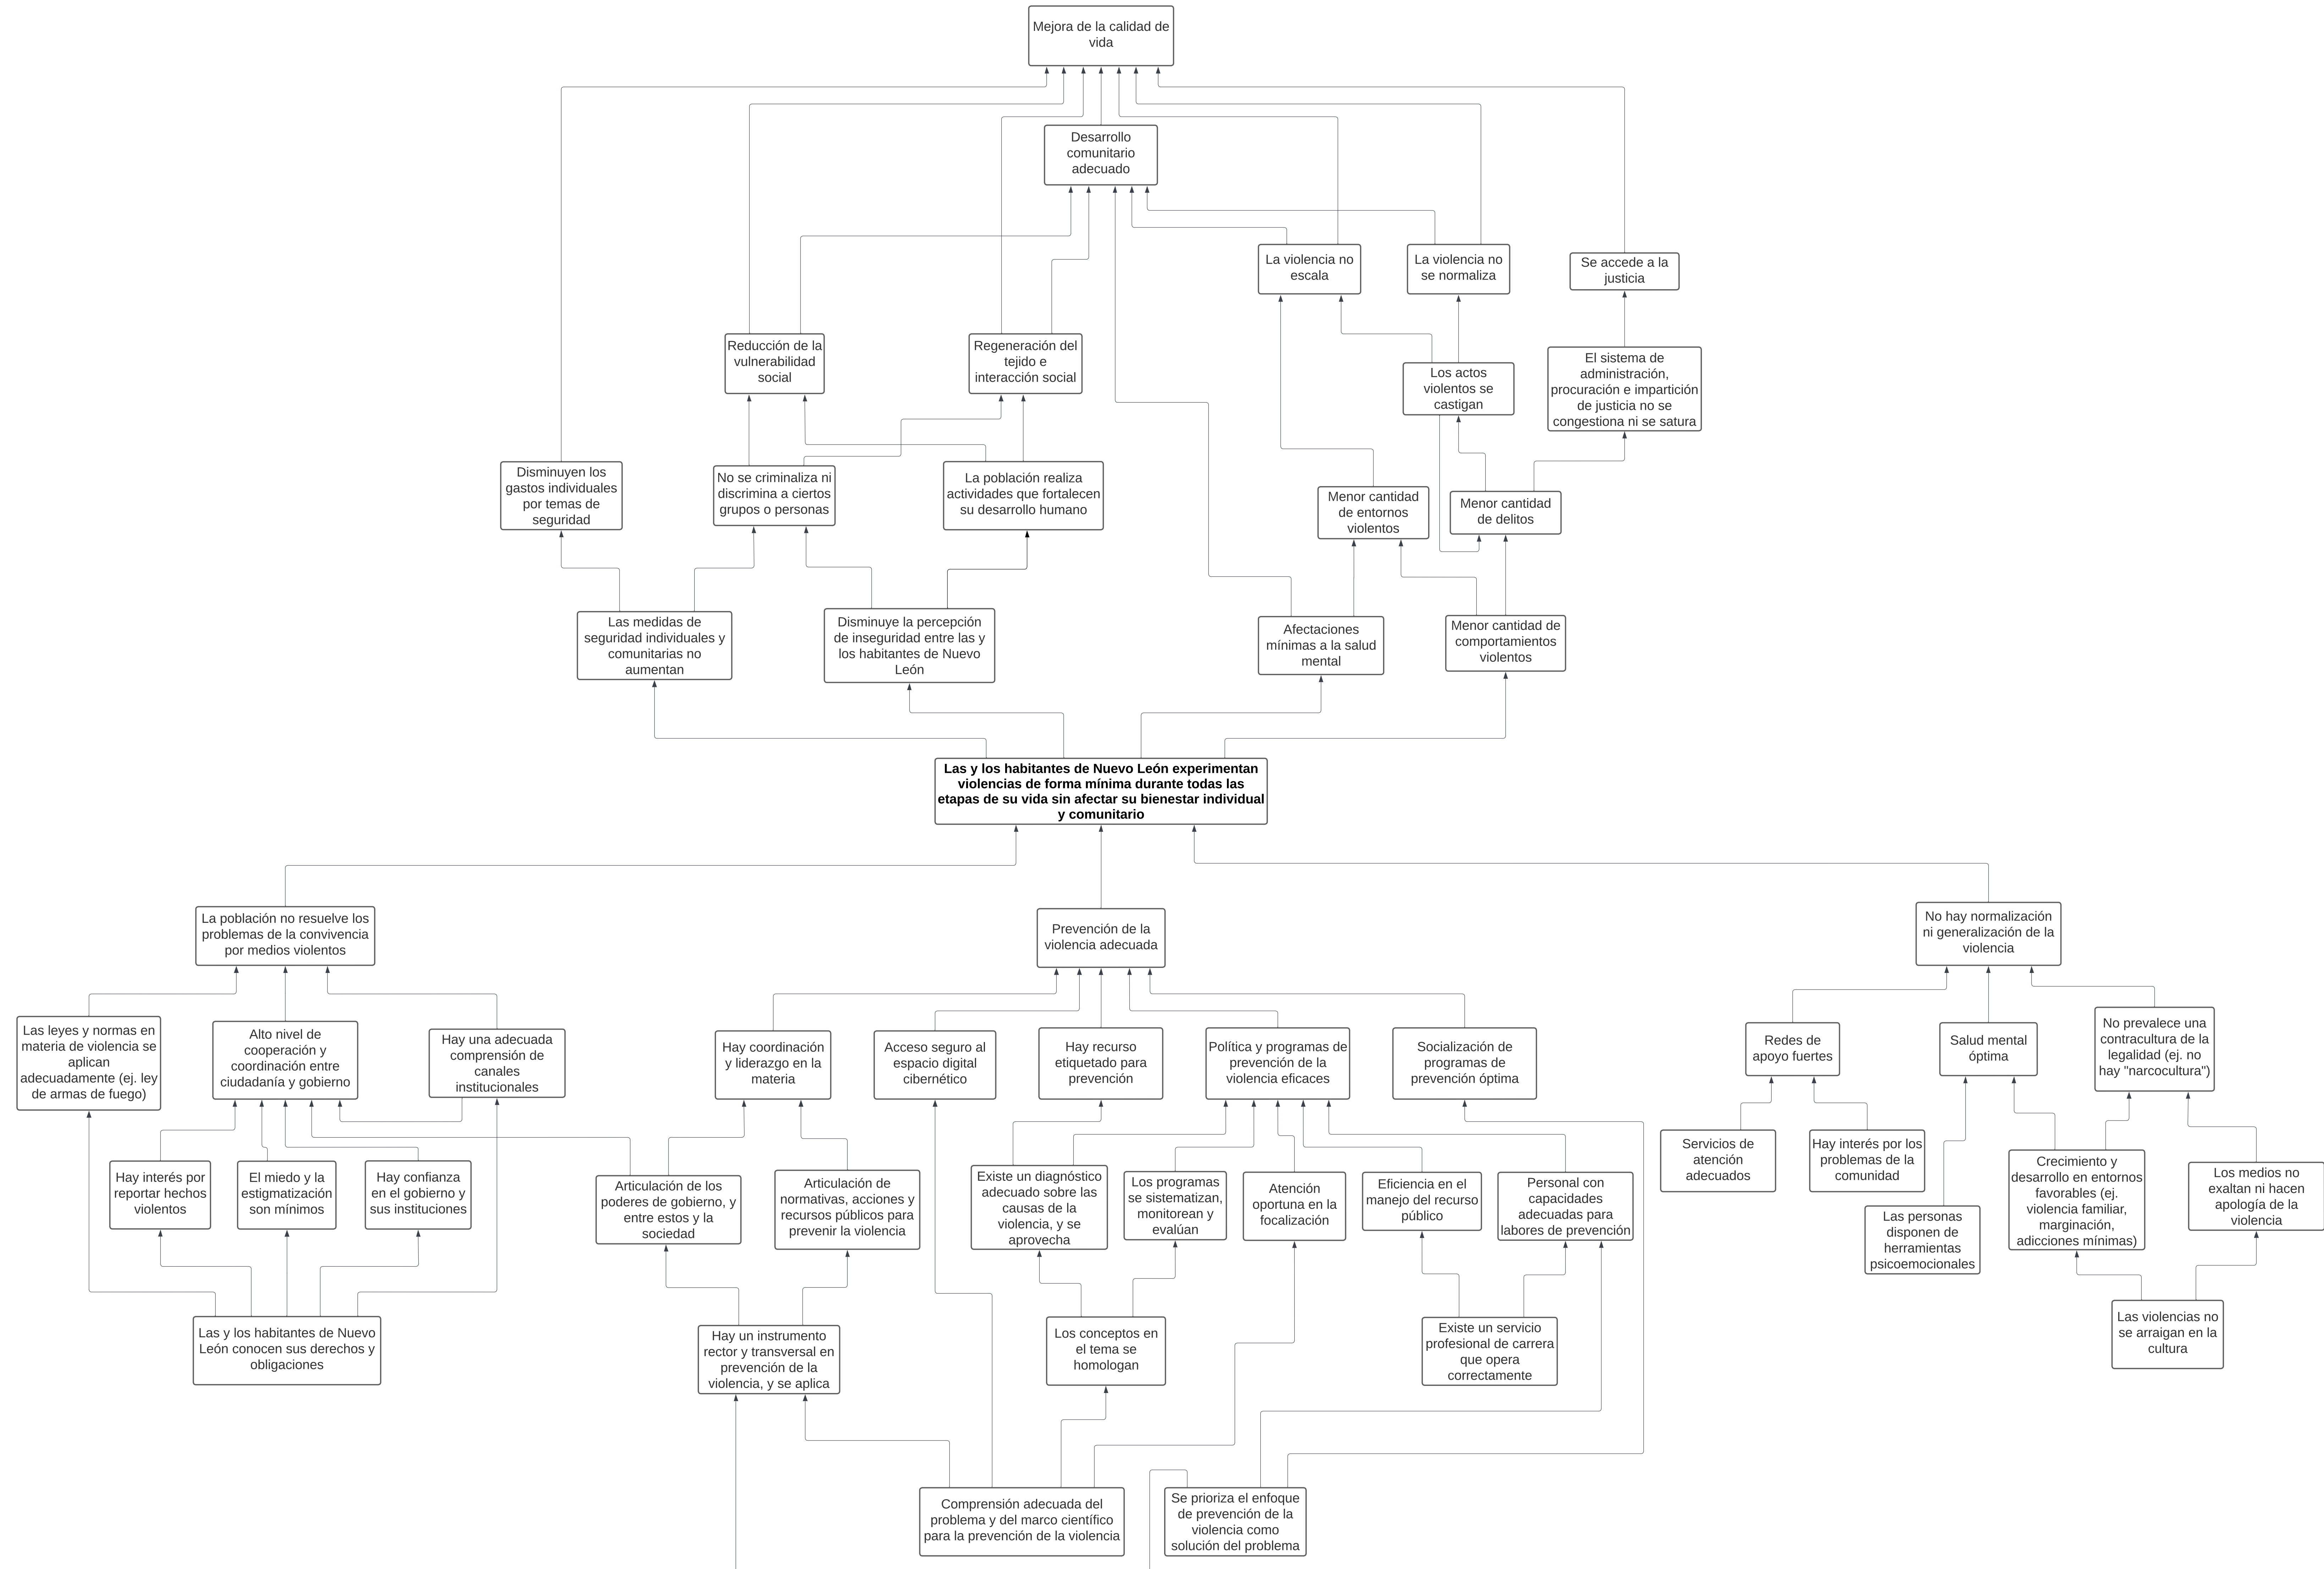 Mejora de la calidad de
vida
Desarrollo
comunitario
adecuado
La violencia no
escala
La violencia no
se normaliza
Se accede a la
justicia
Reducción de la
vulnerabilidad
social
Regeneración del
tejido e
interacción social
Los actos
violentos se
castigan
El sistema de
administración,
procuración e impartición
de justicia no se
congestiona ni se satura
Disminuyen los
gastos individuales
por temas de
seguridad
No se criminaliza ni
discrimina a ciertos
grupos o personas
La población realiza
actividades que fortalecen
su desarrollo humano
Menor cantidad
de entornos
violentos
Menor cantidad
de delitos
Las medidas de
seguridad individuales y
comunitarias no
aumentan
Disminuye la percepción
de inseguridad entre las y
los habitantes de Nuevo
León
Afectaciones
mínimas a la salud
mental
Menor cantidad de
comportamientos
violentos
Las y los habitantes de Nuevo León experimentan
violencias de forma mínima durante todas las
etapas de su vida sin afectar su bienestar individual
y comunitario
La población no resuelve los
problemas de la convivencia
por medios violentos
Prevención de la
violencia adecuada
No hay normalización
ni generalización de la
violencia
Las leyes y normas en
materia de violencia se
aplican
adecuadamente (ej. ley
de armas de fuego)
Alto nivel de
cooperación y
coordinación entre
ciudadanía y gobierno
Hay una adecuada
comprensión de
canales
institucionales
Hay coordinación
y liderazgo en la
materia
Acceso seguro al
espacio digital
cibernético
Hay recurso
etiquetado para
prevención
Política y programas de
prevención de la
violencia eficaces
Socialización de
programas de
prevención óptima
Redes de
apoyo fuertes
Salud mental
óptima
No prevalece una
contracultura de la
legalidad (ej. no
hay "narcocultura")
Hay interés por
reportar hechos
violentos
El miedo y la
estigmatización
son mínimos
Hay confianza
en el gobierno y
sus instituciones
Articulación de los
poderes de gobierno, y
entre estos y la
sociedad
Articulación de
normativas, acciones y
recursos públicos para
prevenir la violencia
Existe un diagnóstico
adecuado sobre las
causas de la
violencia, y se
aprovecha
Los programas
se sistematizan,
monitorean y
evalúan
Atención
oportuna en la
focalización
Eficiencia en el
manejo del recurso
público
Personal con
capacidades
adecuadas para
labores de prevención
Servicios de
atención
adecuados
Hay interés por los
problemas de la
comunidad
Las personas
disponen de
herramientas
psicoemocionales
Crecimiento y
desarrollo en entornos
favorables (ej.
violencia familiar,
marginación,
adicciones mínimas)
Los medios no
exaltan ni hacen
apología de la
violencia
Las y los habitantes de Nuevo
León conocen sus derechos y
obligaciones
Hay un instrumento
rector y transversal en
prevención de la
violencia, y se aplica
Los conceptos en
el tema se
homologan
Existe un servicio
profesional de carrera
que opera
correctamente
Las violencias no
se arraigan en la
cultura
Comprensión adecuada del
problema y del marco científico
para la prevención de la violencia
Se prioriza el enfoque
de prevención de la
violencia como
solución del problema